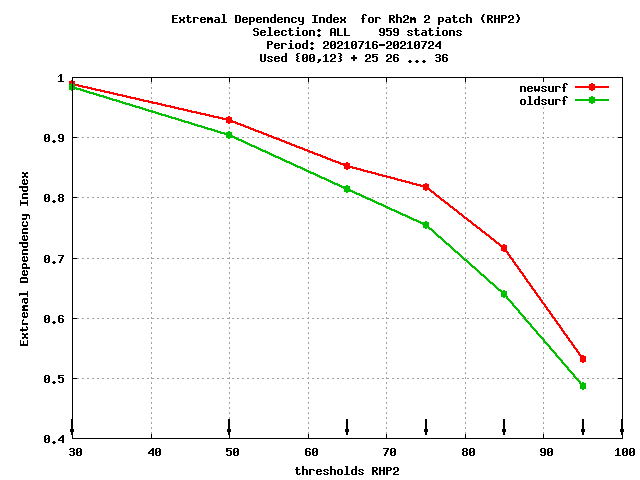 Extremal Dependency Index  for Rh2m 2 patch (RHP2)
Selection: ALL    959 stations
Period: 20210716-20210724
Used {00,12} + 25 26 ... 36
newsurf
oldsurf
Extremal Dependency Index
1
0.9
0.8
0.7
0.6
0.5
0.4
30 40 50 60 70 80 90 100
thresholds RHP2